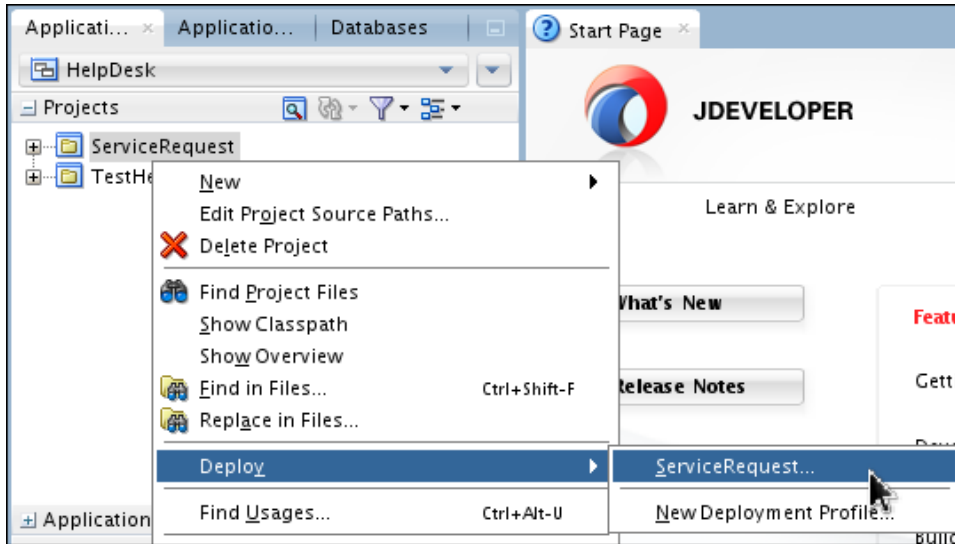 Applicati...
Applicatio...
Databases
Start Page
HelpDesk
Projects
JDEVELOPER
ServiceRequest
TestHe
New
Learn & Explore
Edit Project Source Paths...
Delete Project
Find Project Files
What's New
Featu
Show Classpath
Show Overview
Find in Files... Ctrl+Shift-F
Release Notes
Gett
Replace in Files...
Deploy
ServiceRequest...
Application
Find Usages... Ctrl+Alt-U
New Deployment Profile...